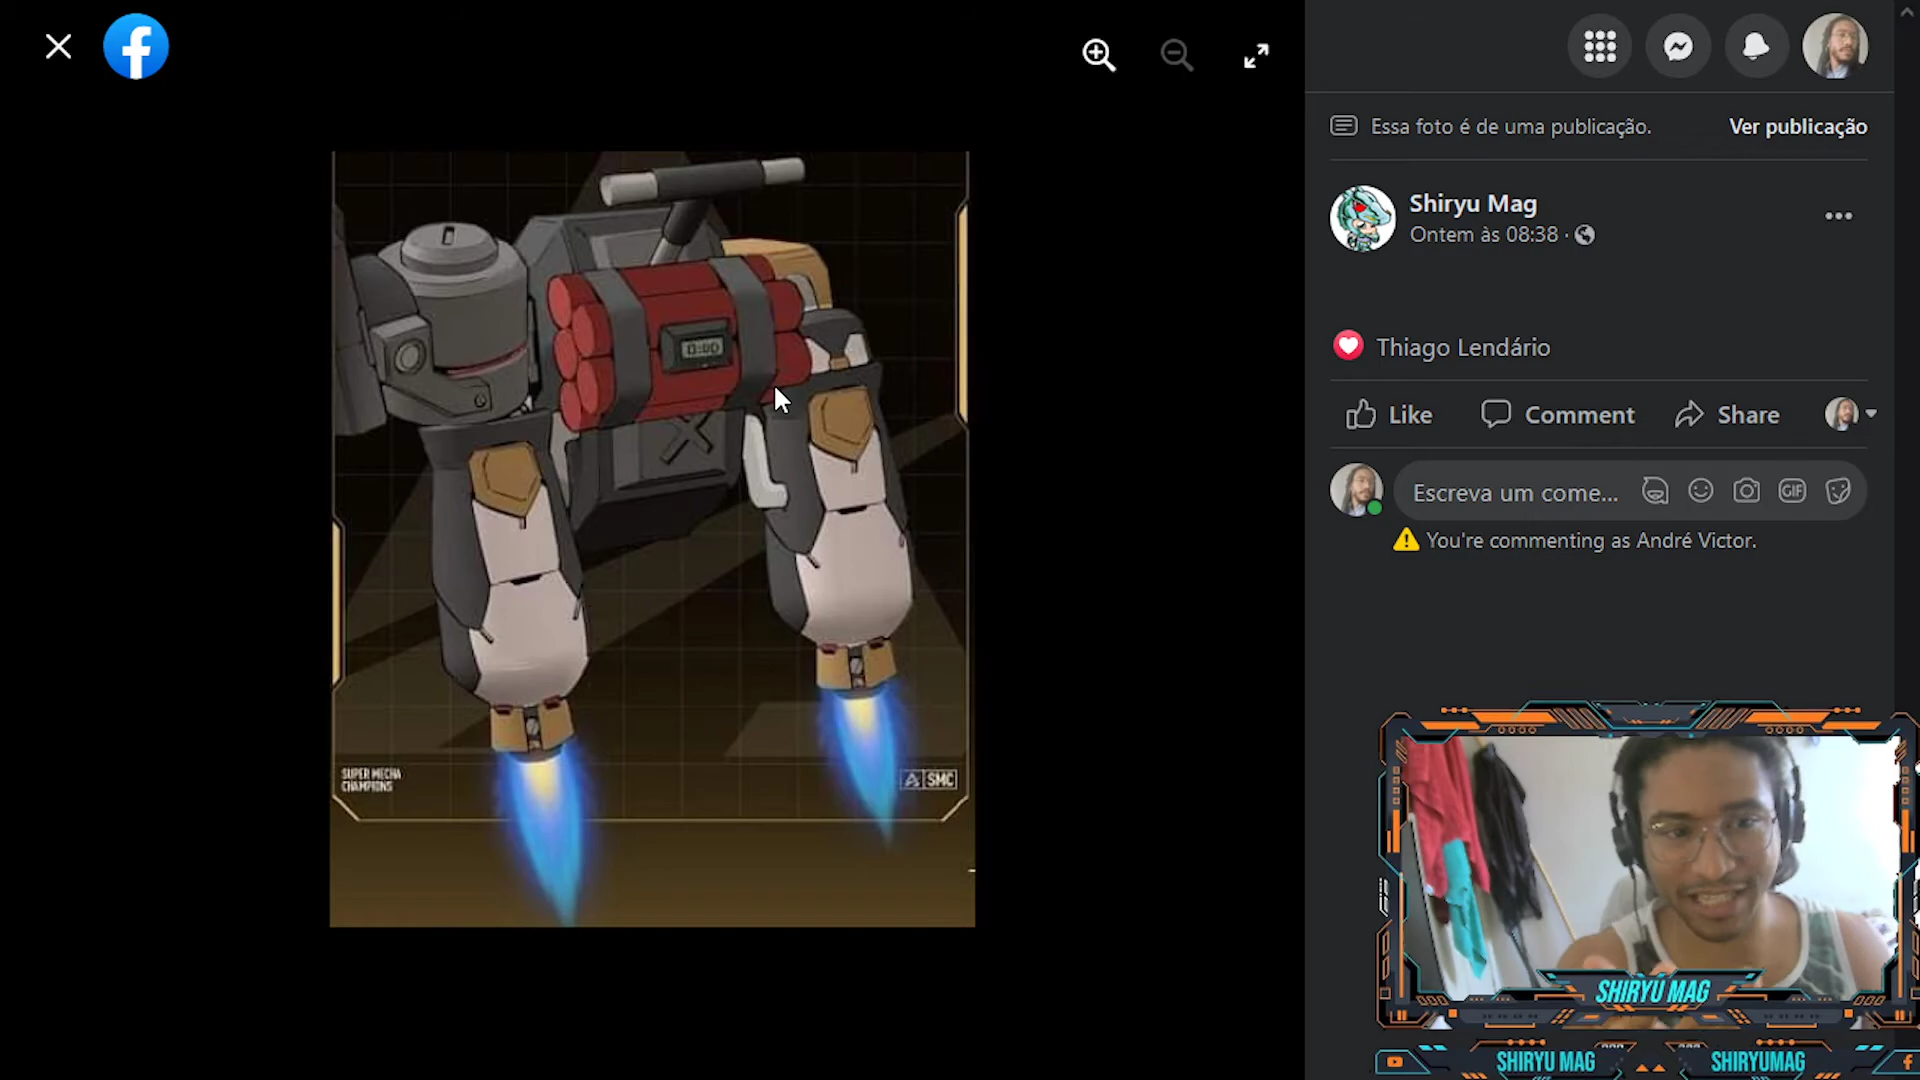 Essa foto é de uma publicação.
Ver publicação
Shiryu Mag
Ontem às 08:38 ·
Thiago Lendário
Like
Comment
Share
Escreva um come...
GIF
You're commenting as André Victor.
0:00
SUPER MECHA
CHAMPIONS
SMC
SHIRYU MAG
SHIRYU MAG
SHIRYUMAG